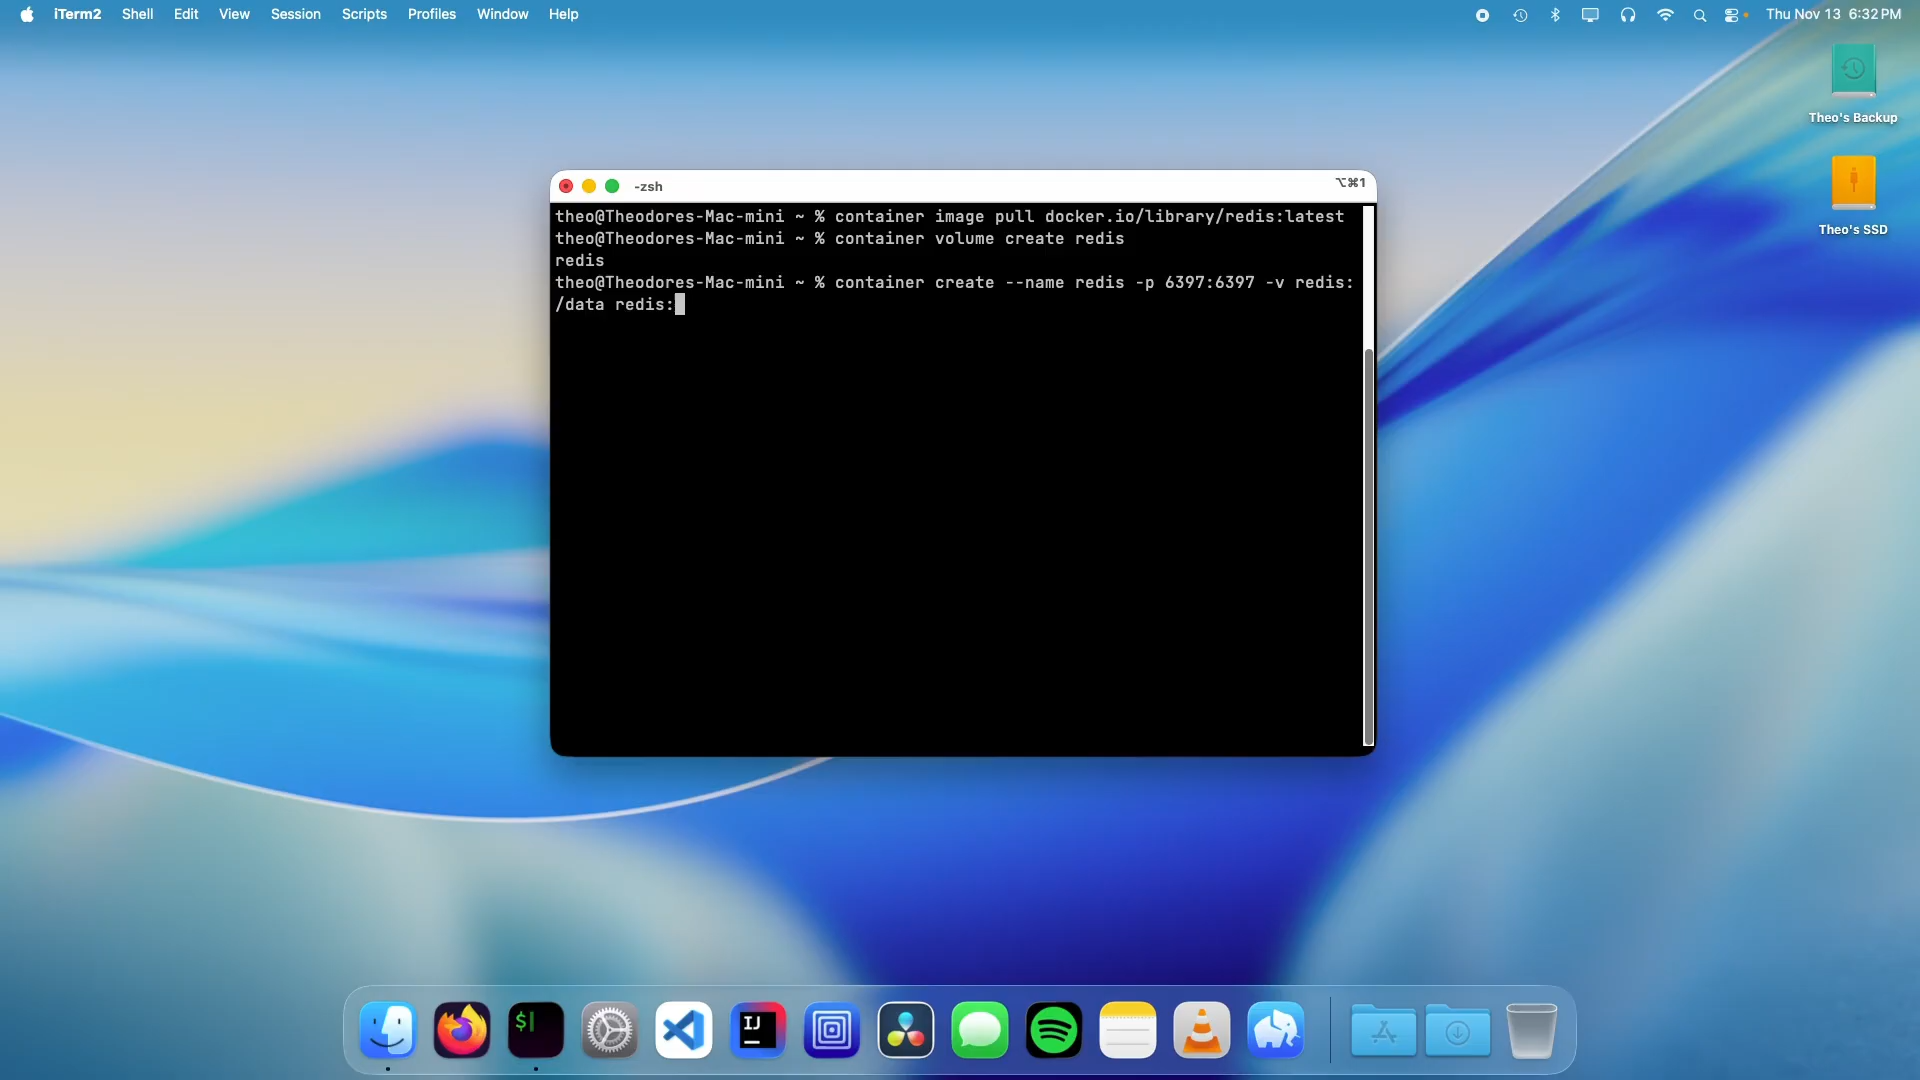 iTerm2 Shell Edit View Session Scripts Profiles Window Help Thu Nov 13 6:32 PM
Theo's Backup
Theo's SSD
-zsh ⌥⌘1
theo@Theodores-Mac-mini ~ % container image pull docker.io/library/redis:latest
theo@Theodores-Mac-mini ~ % container volume create redis
redis
theo@Theodores-Mac-mini ~ % container create --name redis -p 6397:6397 -v redis:
/data redis:
$
IJ